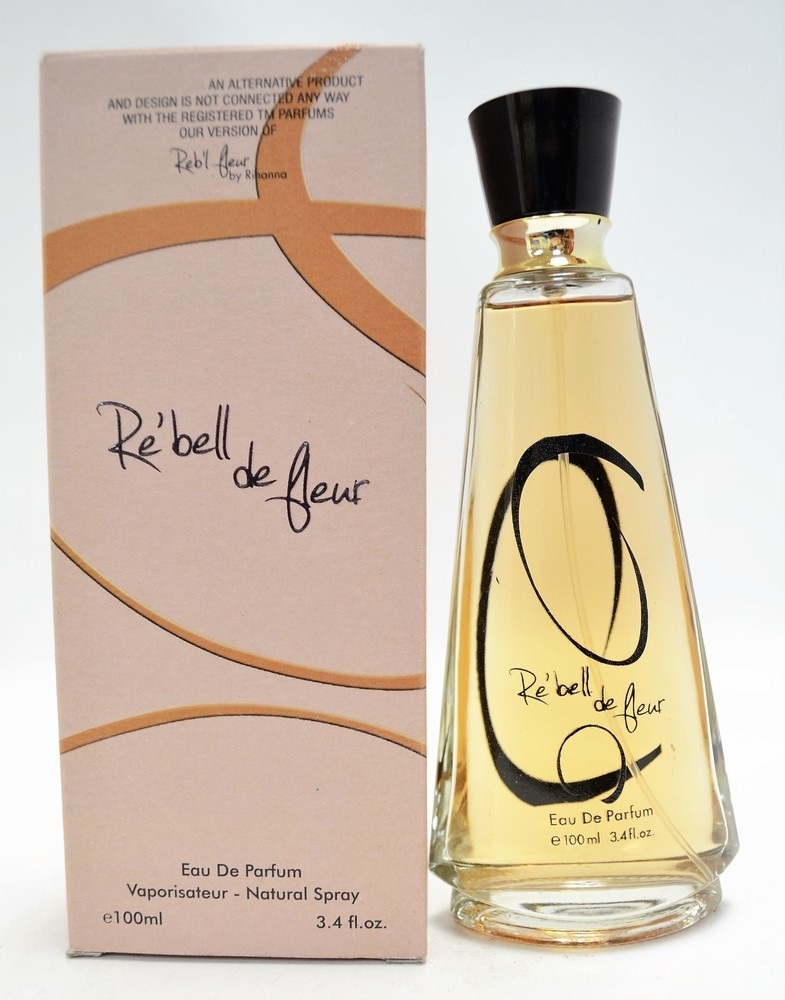 AN ALTERNATIVE PRODUCT
AND DESIGN IS NOT CONNECTED ANY WAY
WITH THE REGISTERED TM PARFUMS
OUR VERSION OF
Reb'l fleur
by Rihanna
Ré'bell
de fleur
Eau De Parfum
Vaporisateur - Natural Spray
e100ml 3.4 fl.oz.
Ré'bell
de fleur
Eau De Parfum
e100ml 3.4fl.oz.